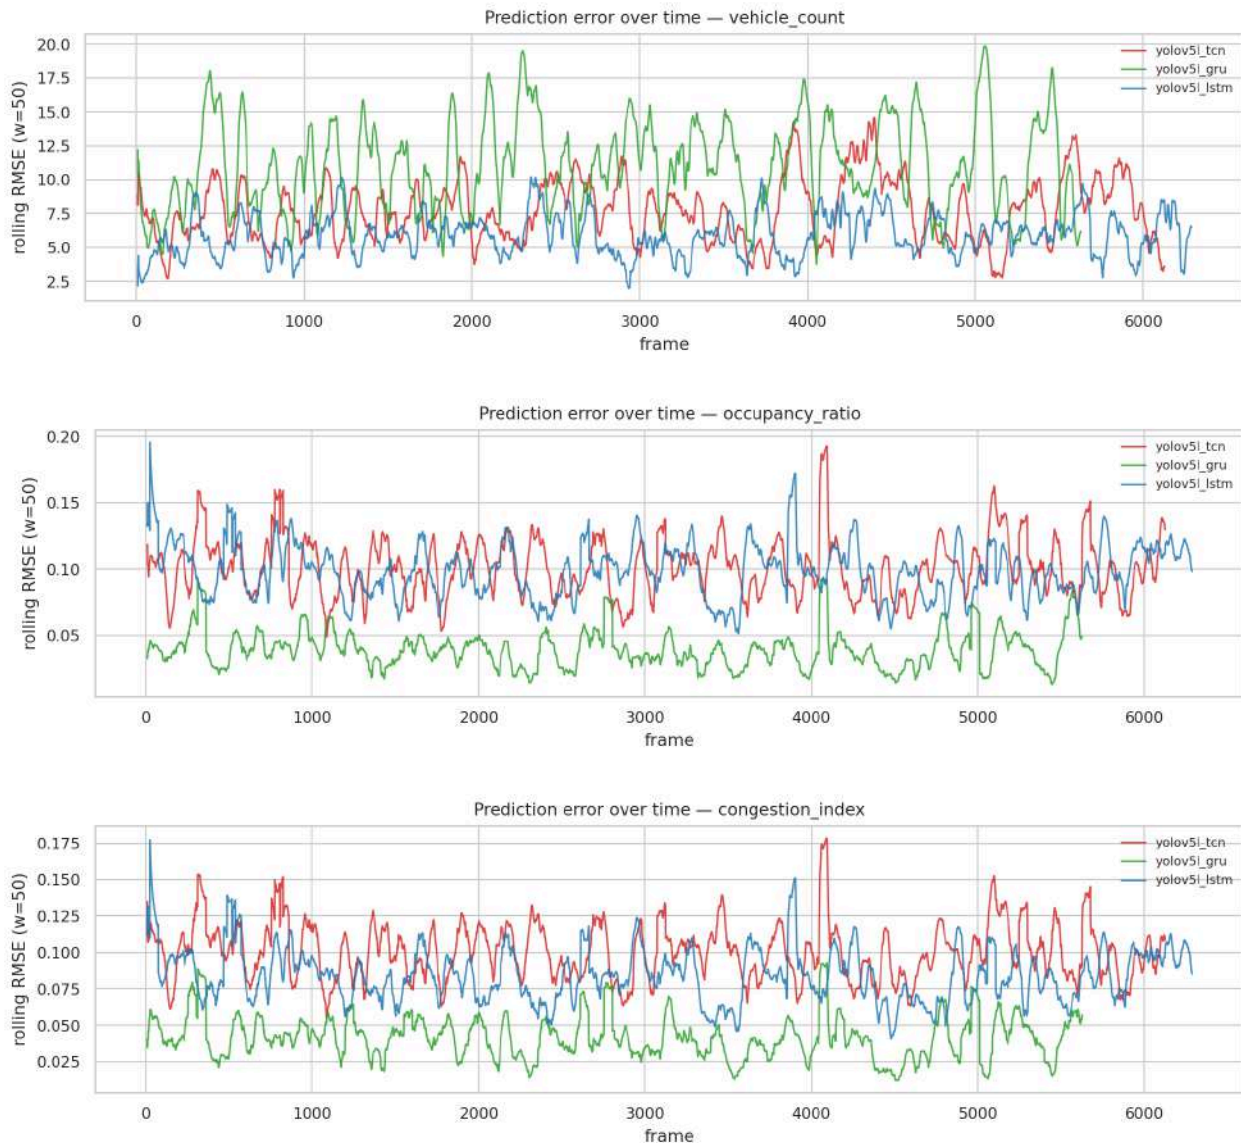 Prediction error over time — vehicle_count
rolling RMSE (w=50)
20.0
17.5
15.0
12.5
10.0
7.5
5.0
2.5
yolov5l_tcn
yolov5l_gru
yolov5l_lstm
0 1000 2000 3000 4000 5000 6000
frame
Prediction error over time — occupancy_ratio
rolling RMSE (w=50)
0.20
0.15
0.10
0.05
yolov5l_tcn
yolov5l_gru
yolov5l_lstm
0 1000 2000 3000 4000 5000 6000
frame
Prediction error over time — congestion_index
rolling RMSE (w=50)
0.175
0.150
0.125
0.100
0.075
0.050
0.025
yolov5l_tcn
yolov5l_gru
yolov5l_lstm
0 1000 2000 3000 4000 5000 6000
frame